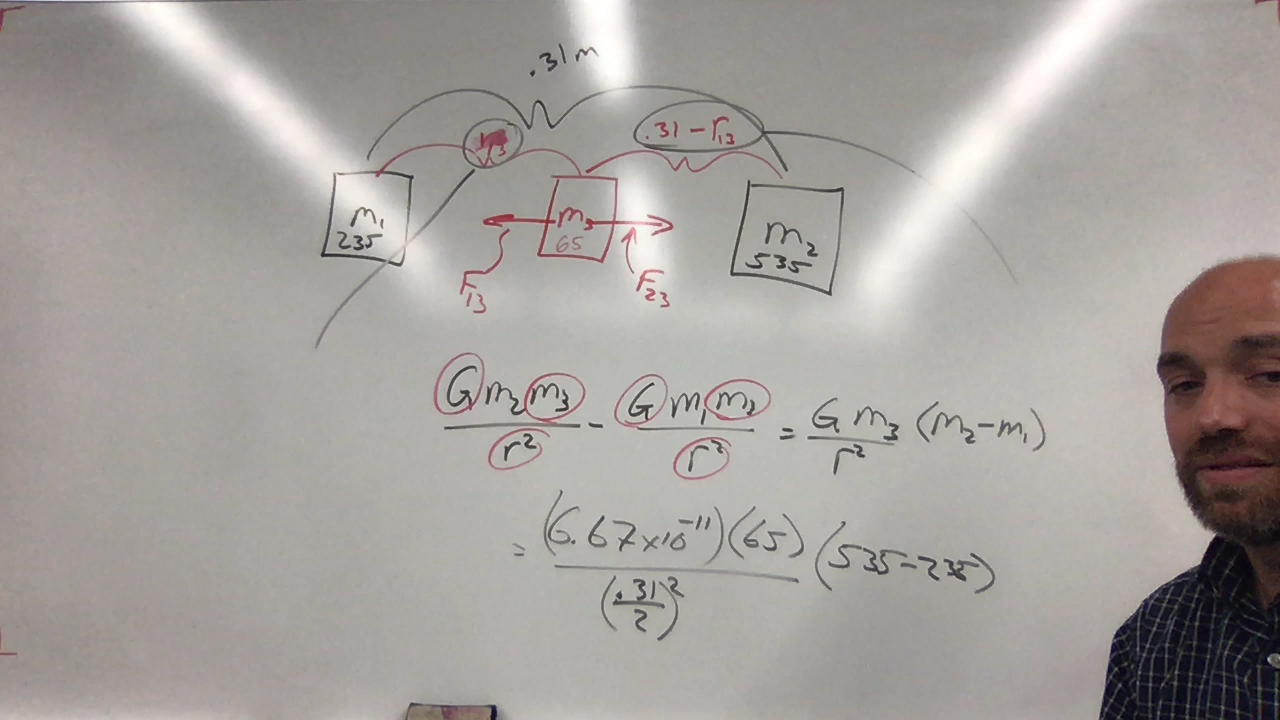 .31m
r₁₃
.31 - r₁₃
m₁
235
m₃
65
m₂
535
F₁₃
F₂₃
G m₂ m₃ / r² - G m₁ m₃ / r² = G m₃ / r² (m₂ - m₁)
= (6.67×10⁻¹¹)(65) / (.31/2)² (535-235)